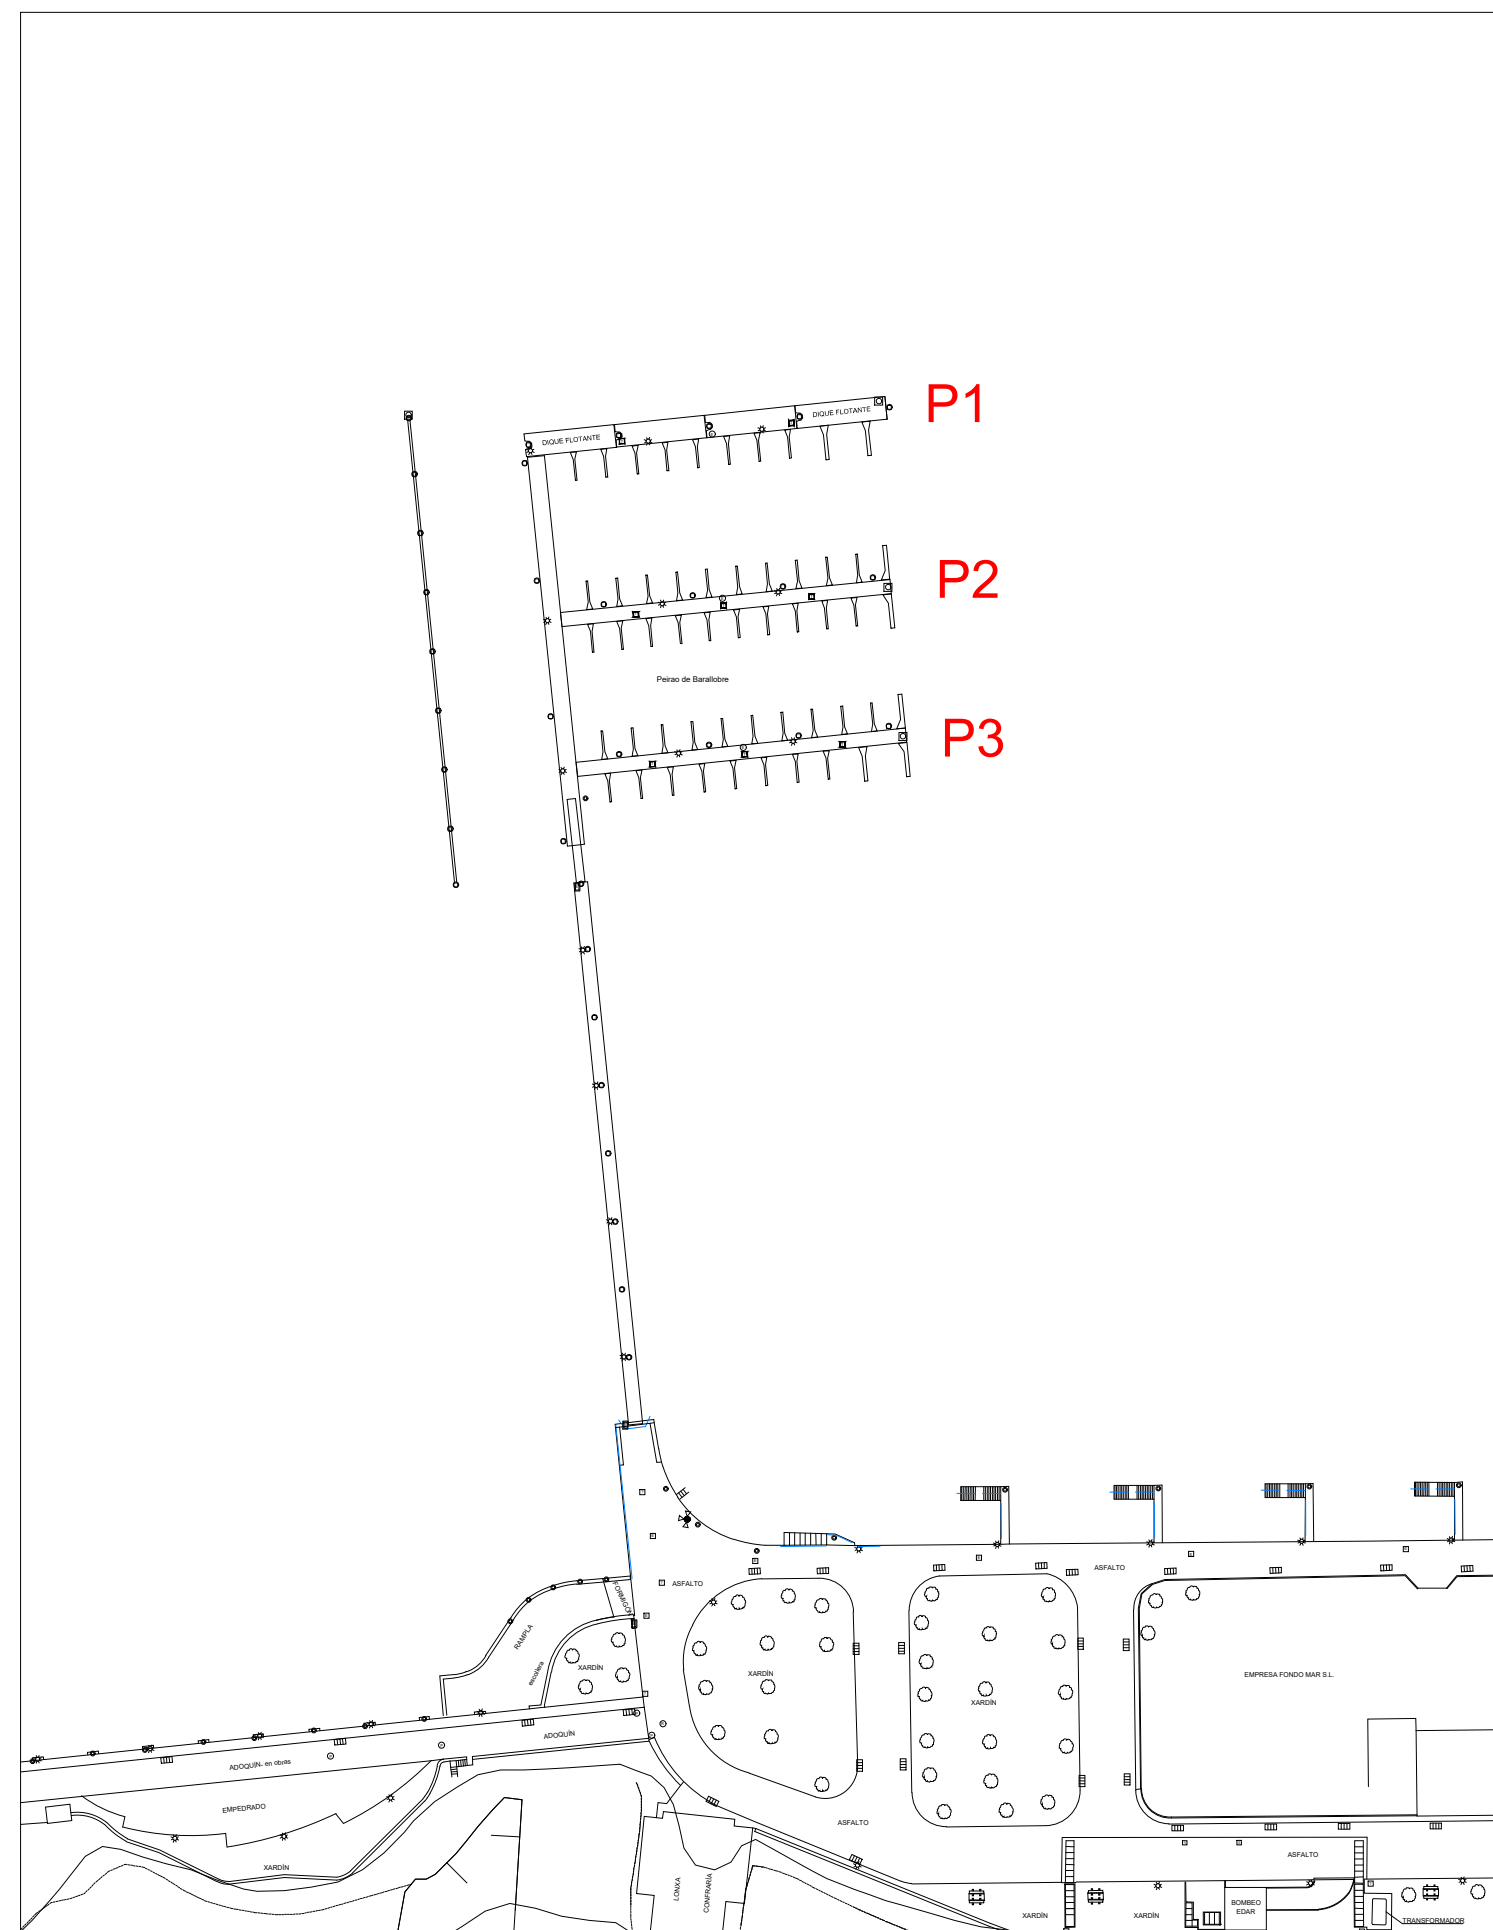 P1
DIQUE FLOTANTE
DIQUE FLOTANTE
P2
Peirao de Barallobre
P3
ASFALTO
ASFALTO
FORMIGÓN
RAMPLA
escollera
XARDÍN
XARDÍN
XARDÍN
EMPRESA FONDO MAR S.L.
ADOQUÍN
ADOQUÍN- en obras
EMPEDRADO
XARDÍN
ASFALTO
ASFALTO
LONXA
CONFRARÍA
XARDÍN
XARDÍN
BOMBEO
EDAR
TRANSFORMADOR